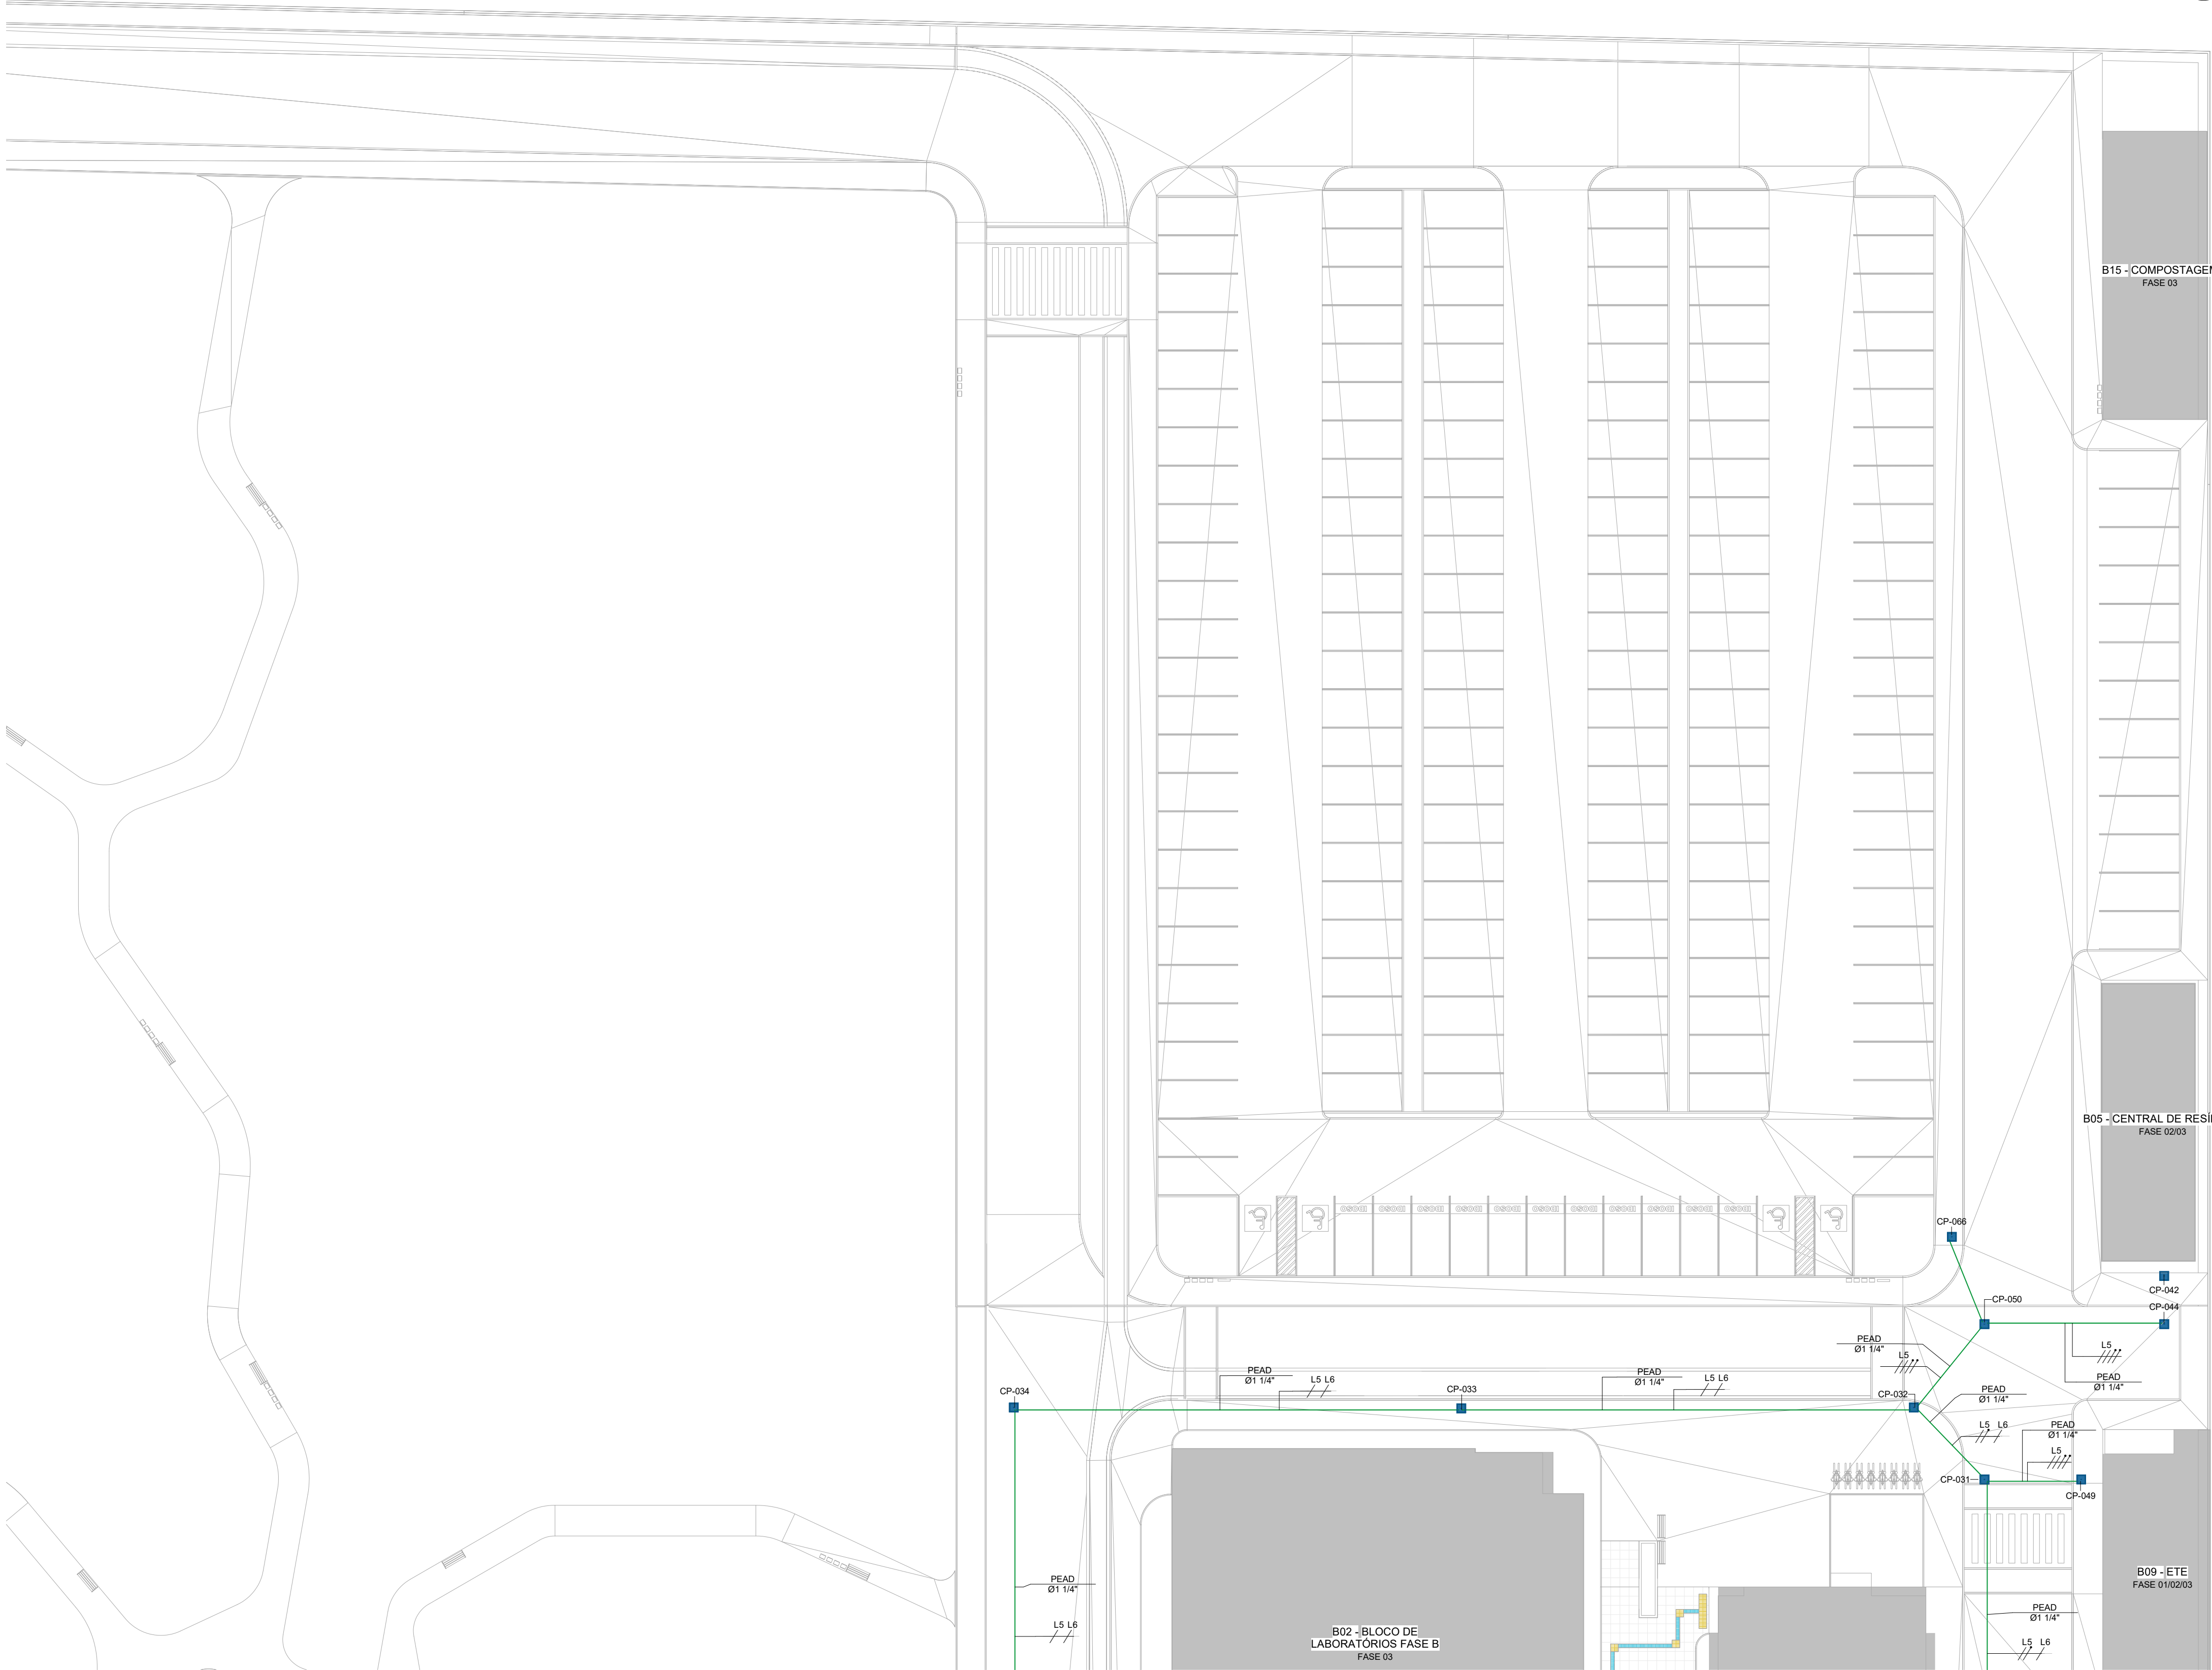 B15 - COMPOSTAGEM
FASE 03
B05 - CENTRAL DE RESÍ
FASE 02/03
CP-066
CP-042
CP-050
CP-044
PEAD
Ø1 1/4"
L5
L5
PEAD
Ø1 1/4"
CP-034
PEAD
Ø1 1/4"
L5 L6
CP-033
PEAD
Ø1 1/4"
L5 L6
CP-032
PEAD
Ø1 1/4"
L5 L6
PEAD
Ø1 1/4"
L5
CP-031
CP-049
PEAD
Ø1 1/4"
L5 L6
B02 - BLOCO DE
LABORATÓRIOS FASE B
FASE 03
B09 - ETE
FASE 01/02/03
PEAD
Ø1 1/4"
L5 L6